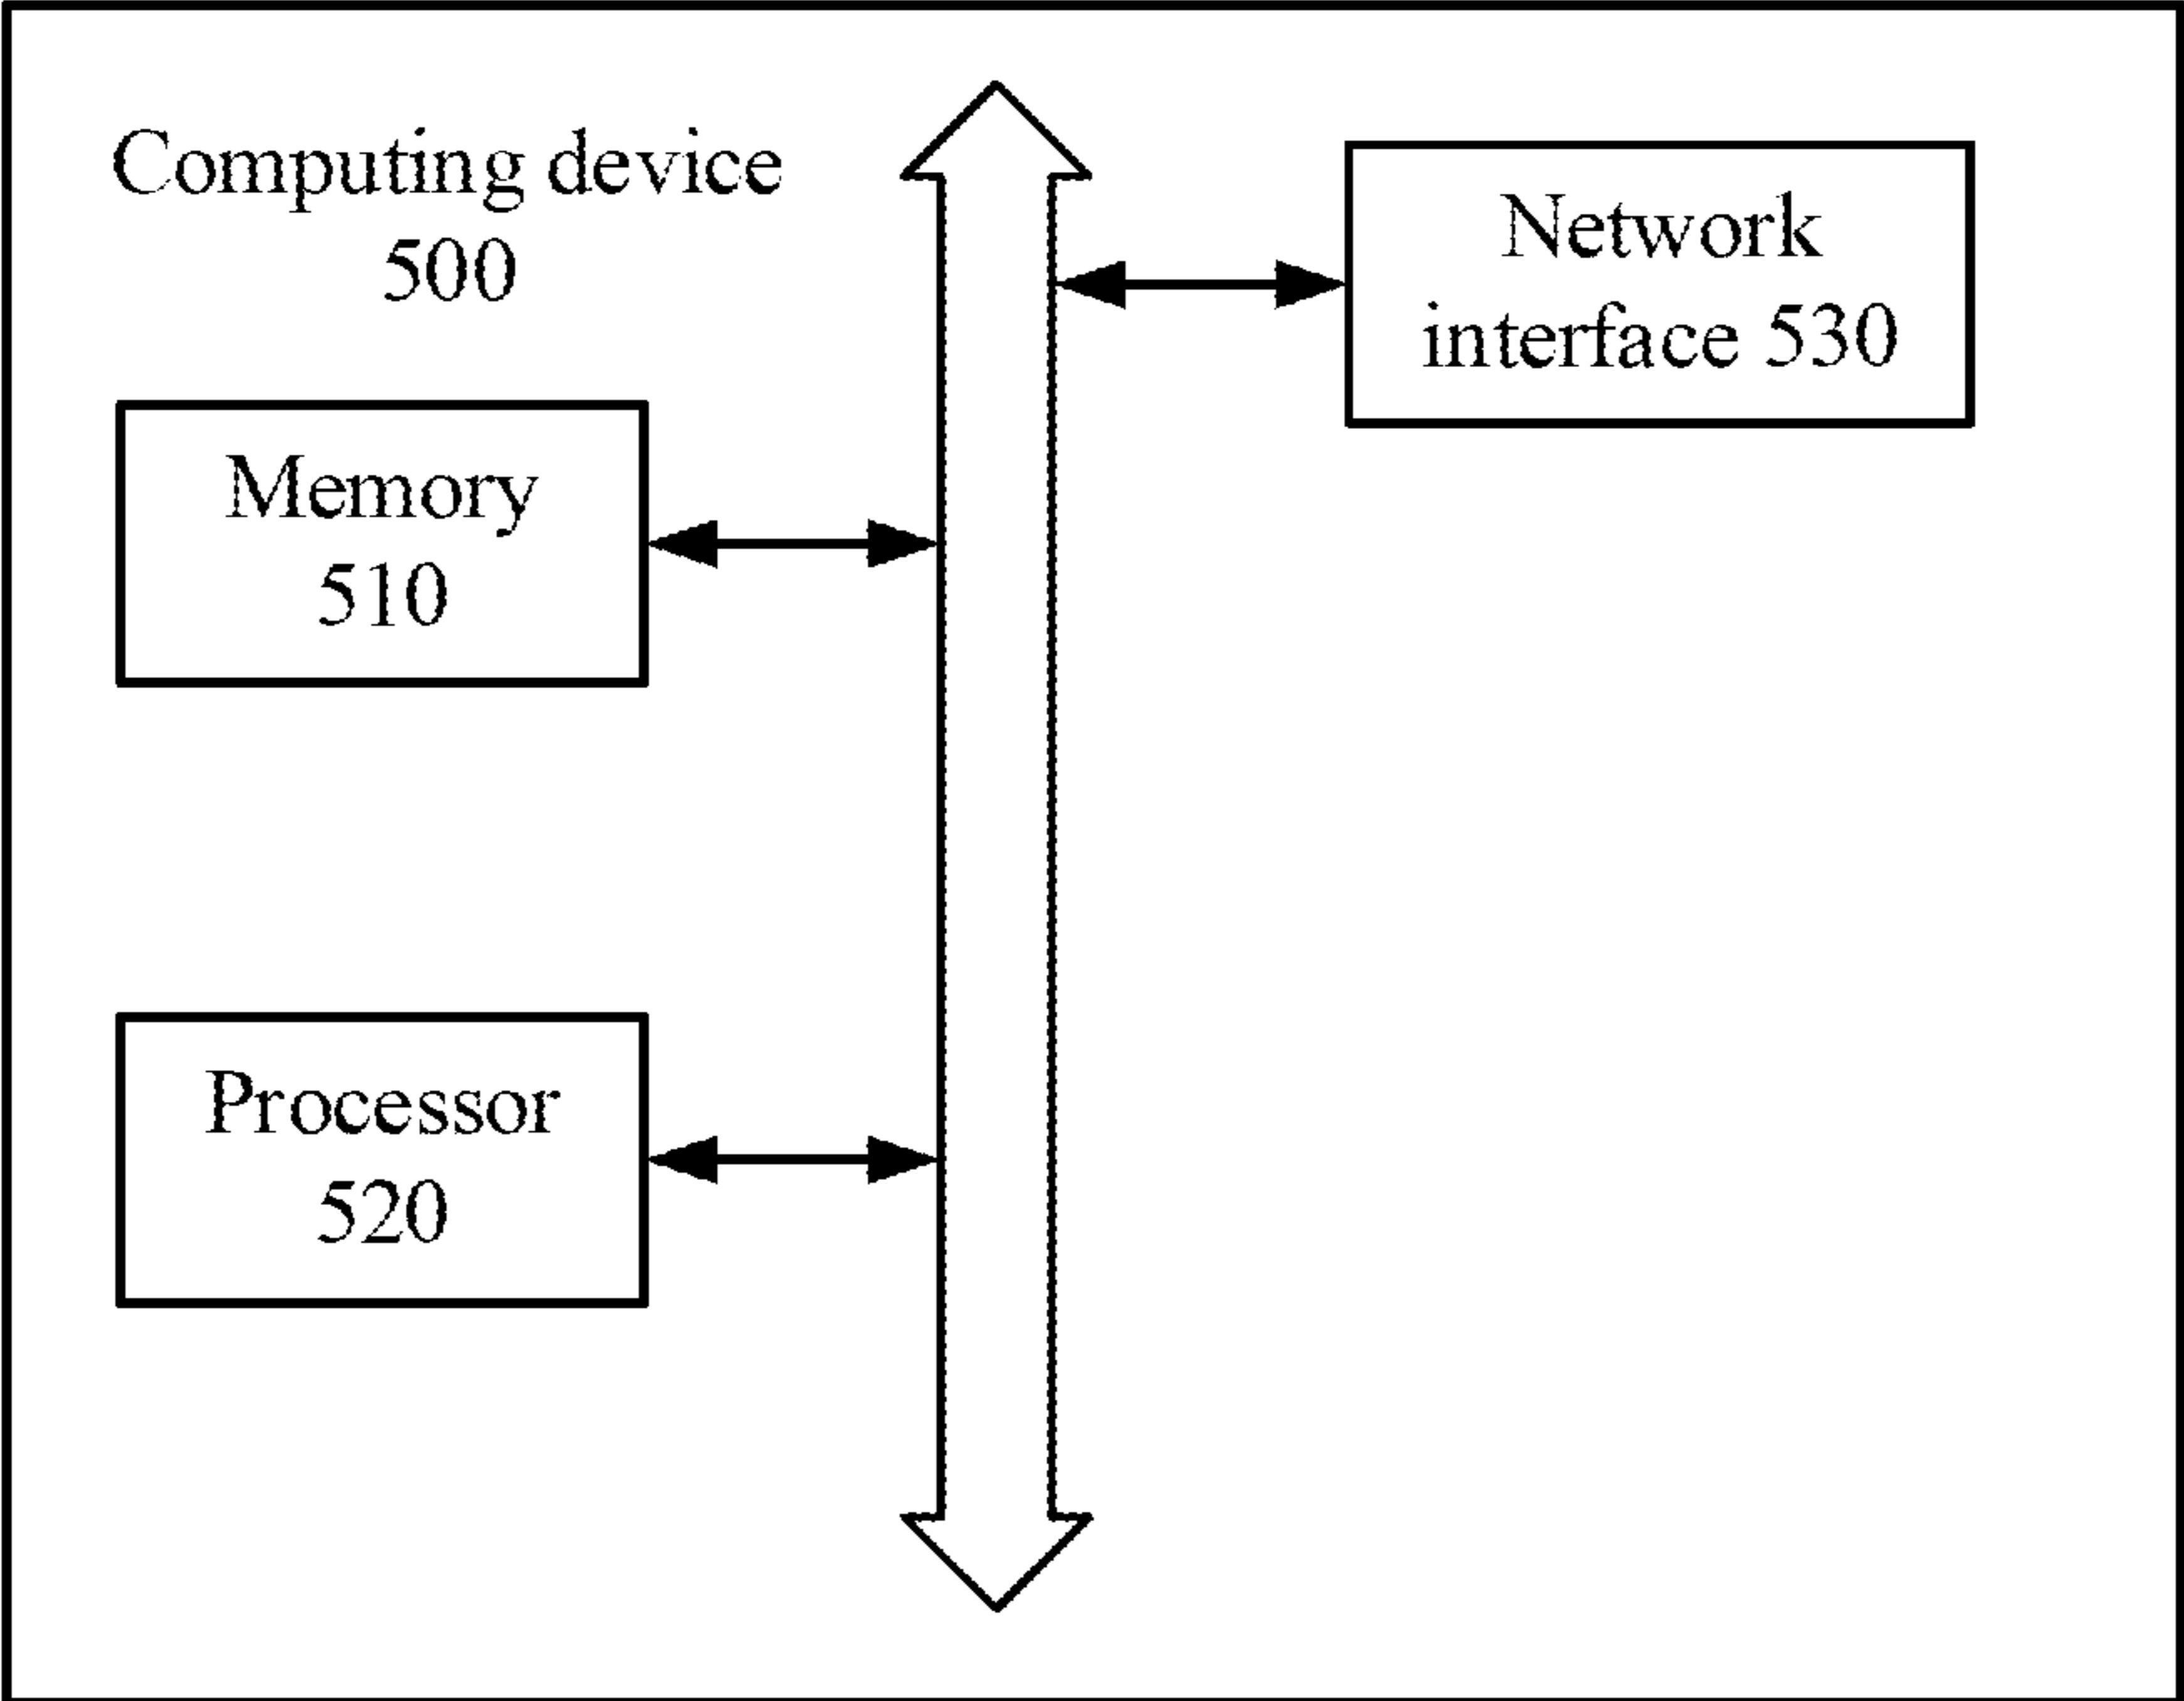 Computing device
500
Network
interface 530
Memory
510
Processor
520